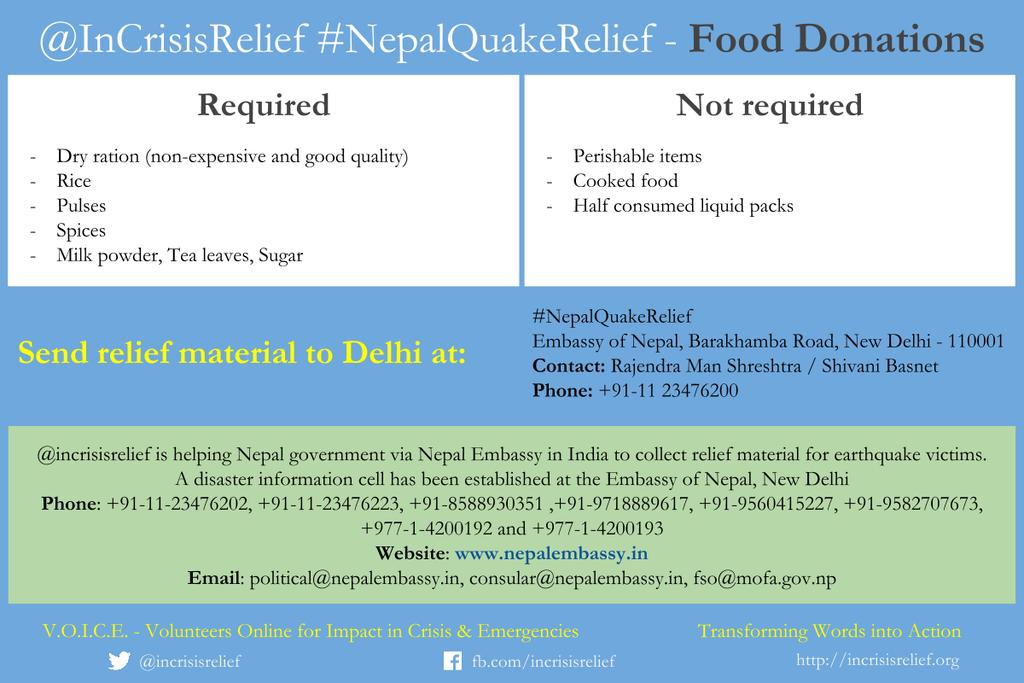 @InCrisisRelief #NepalQuakeRelief - Food Donations
Required
- Dry ration (non-expensive and good quality)
- Rice
- Pulses
- Spices
- Milk powder, Tea leaves, Sugar
Not required
- Perishable items
- Cooked food
- Half consumed liquid packs
Send relief material to Delhi at:
#NepalQuakeRelief
Embassy of Nepal, Barakhamba Road, New Delhi - 110001
Contact: Rajendra Man Shreshtra / Shivani Basnet
Phone: +91-11 23476200
@incrisisrelief is helping Nepal government via Nepal Embassy in India to collect relief material for earthquake victims.
A disaster information cell has been established at the Embassy of Nepal, New Delhi
Phone: +91-11-23476202, +91-11-23476223, +91-8588930351 ,+91-9718889617, +91-9560415227, +91-9582707673,
+977-1-4200192 and +977-1-4200193
Website: www.nepalembassy.in
Email: political@nepalembassy.in, consular@nepalembassy.in, fso@mofa.gov.np
V.O.I.C.E. - Volunteers Online for Impact in Crisis & Emergencies
Transforming Words into Action
@incrisisrelief
fb.com/incrisisrelief
http://incrisisrelief.org